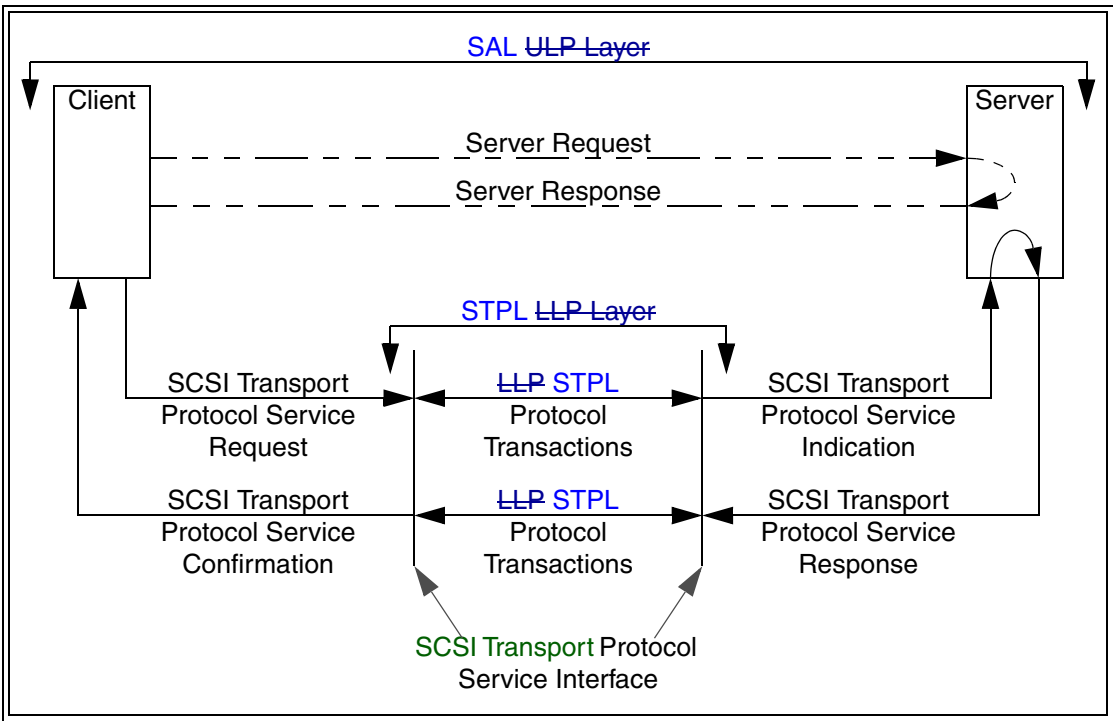 SAL ULP Layer
Client
Server
Server Request
Server Response
STPL LLP Layer
SCSI Transport
Protocol Service
Request
LLP STPL
Protocol
Transactions
SCSI Transport
Protocol Service
Indication
SCSI Transport
Protocol Service
Confirmation
LLP STPL
Protocol
Transactions
SCSI Transport
Protocol Service
Response
SCSI Transport Protocol
Service Interface